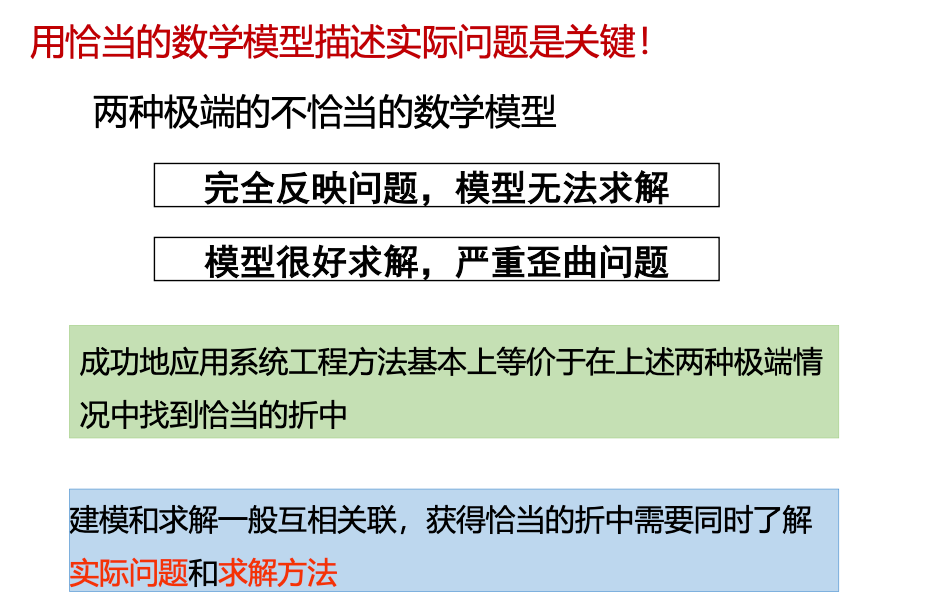 用恰当的数学模型描述实际问题是关键！
两种极端的不恰当的数学模型
完全反映问题，模型无法求解
模型很好求解，严重歪曲问题
成功地应用系统工程方法基本上等价于在上述两种极端情
况中找到恰当的折中
建模和求解一般互相关联，获得恰当的折中需要同时了解
实际问题和求解方法